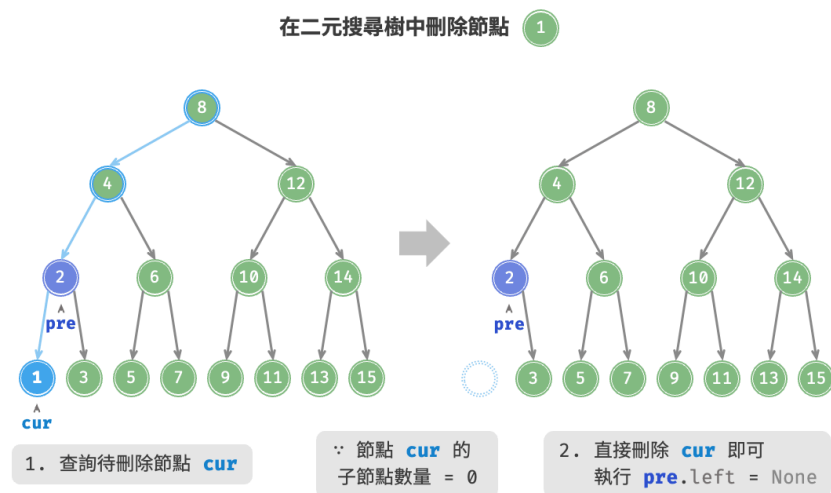 在二元搜尋樹中刪除節點 1
8 8
4 12 4 12
2 6 10 14 2 6 10 14
pre pre
1 3 5 7 9 11 13 15 3 5 7 9 11 13 15
cur
1. 查詢待刪除節點 cur
∵ 節點 cur 的
子節點數量 = 0
2. 直接刪除 cur 即可
執行 pre.left = None